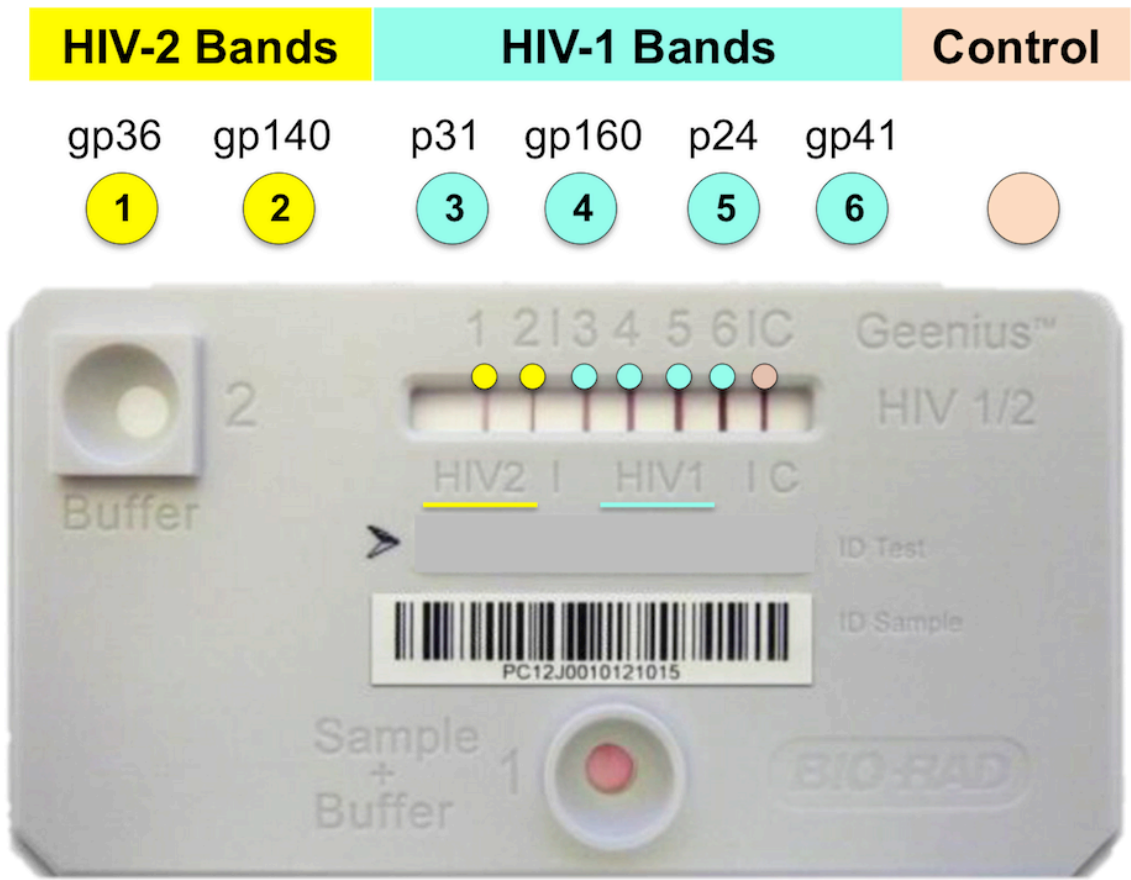 HIV-2 Bands HIV-1 Bands Control
gp36 gp140 p31 gp160 p24 gp41
1 2 3 4 5 6
1 2 I 3 4 5 6 I C Geenius™
2 HIV 1/2
HIV2 I HIV1 I C
Buffer
ID Test
ID Sample
PC12J0010121015
Sample
+ 1
Buffer
BIO-RAD